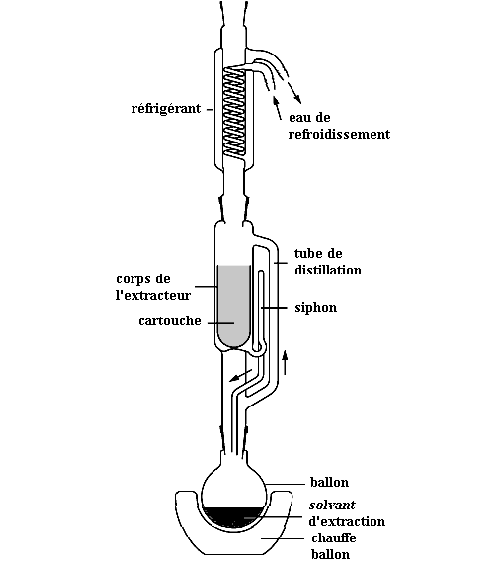 réfrigérant
eau de
refroidissement
tube de
distillation
corps de
l'extracteur
siphon
cartouche
ballon
solvant
d'extraction
chauffe
ballon